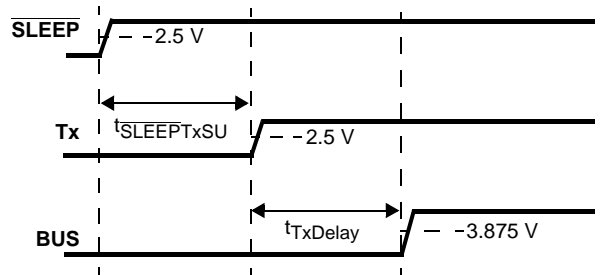 SLEEP
2.5 V
tSLEEPTxSU
Tx
2.5 V
tTxDelay
BUS
3.875 V